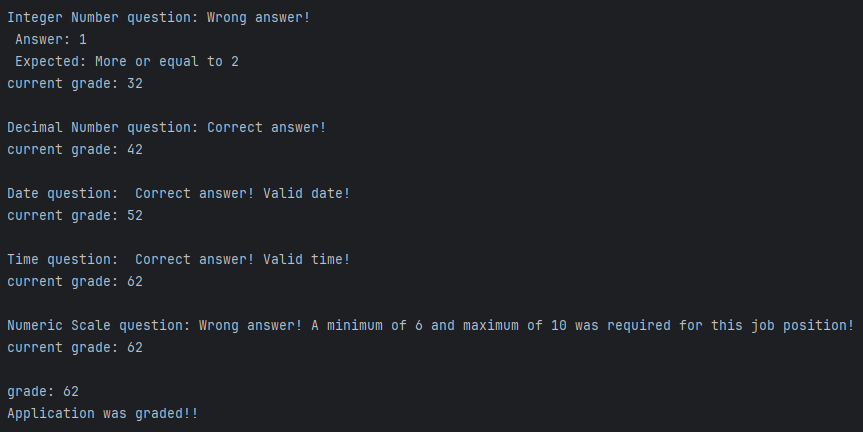 Integer Number question: Wrong answer!
Answer: 1
Expected: More or equal to 2
current grade: 32
Decimal Number question: Correct answer!
current grade: 42
Date question:  Correct answer! Valid date!
current grade: 52
Time question:  Correct answer! Valid time!
current grade: 62
Numeric Scale question: Wrong answer! A minimum of 6 and maximum of 10 was required for this job position!
current grade: 62
grade: 62
Application was graded!!